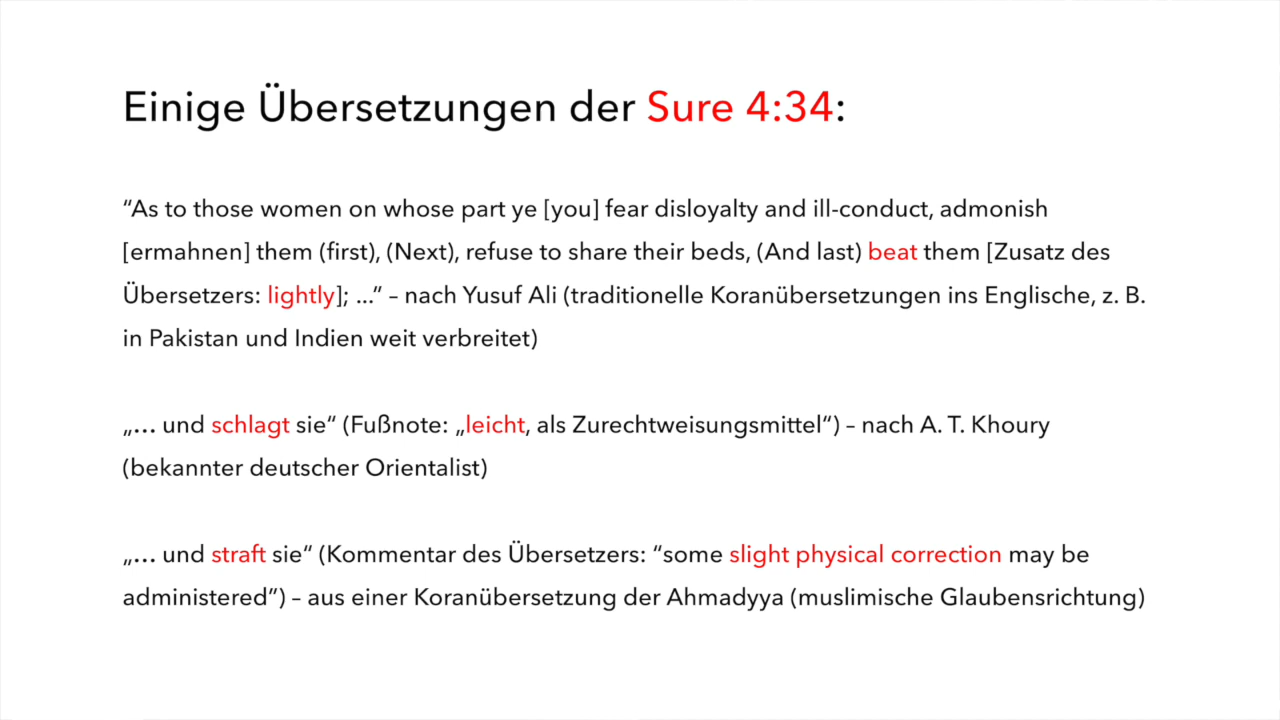 Einige Übersetzungen der Sure 4:34:
“As to those women on whose part ye [you] fear disloyalty and ill-conduct, admonish
[ermahnen] them (first), (Next), refuse to share their beds, (And last) beat them [Zusatz des
Übersetzers: lightly]; ...” – nach Yusuf Ali (traditionelle Koranübersetzungen ins Englische, z. B.
in Pakistan und Indien weit verbreitet)
„… und schlagt sie“ (Fußnote: „leicht, als Zurechtweisungsmittel“) – nach A. T. Khoury
(bekannter deutscher Orientalist)
„… und straft sie“ (Kommentar des Übersetzers: “some slight physical correction may be
administered”) – aus einer Koranübersetzung der Ahmadyya (muslimische Glaubensrichtung)